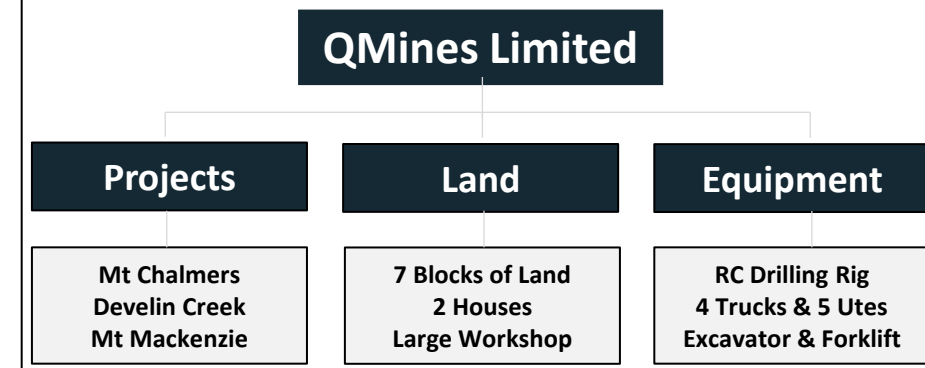 QMines Limited
Projects
Land
Equipment
Mt Chalmers
Develin Creek
Mt Mackenzie
7 Blocks of Land
2 Houses
Large Workshop
RC Drilling Rig
4 Trucks & 5 Utes
Excavator & Forklift